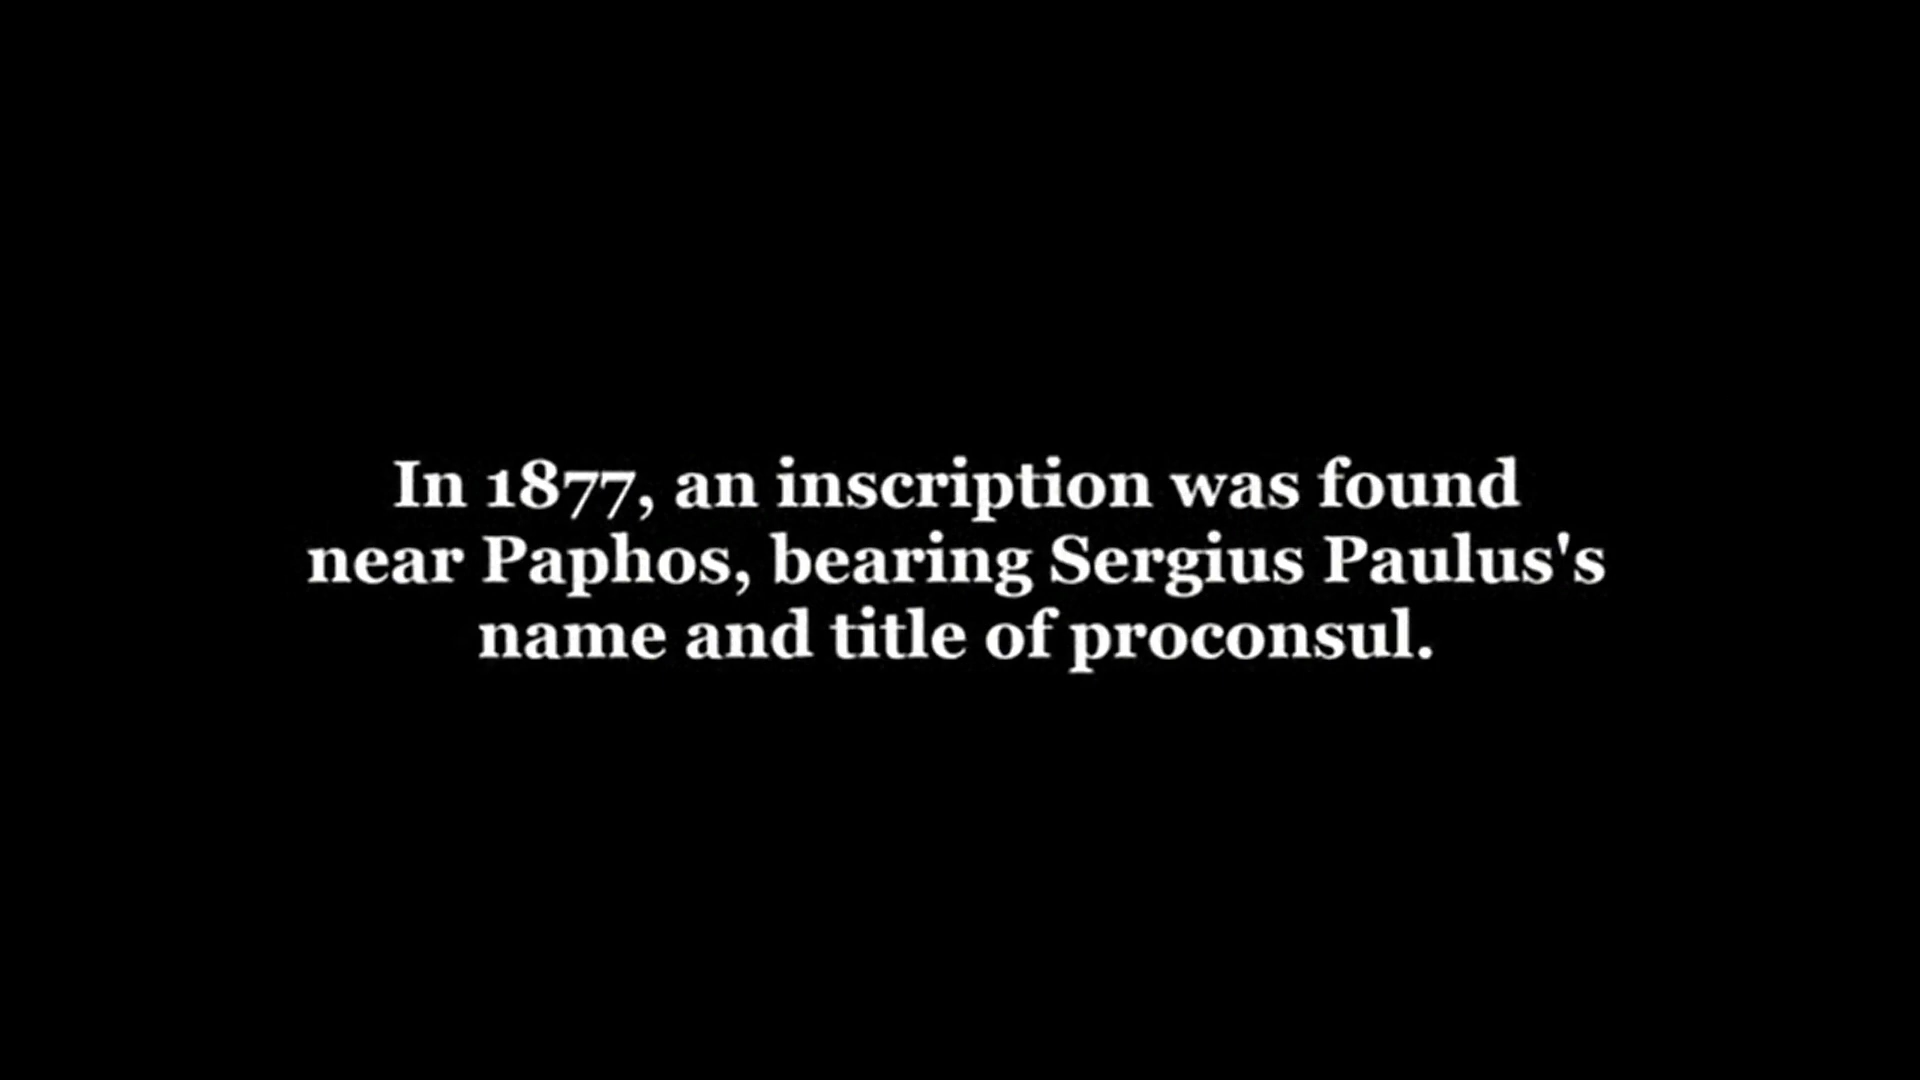 In 1877, an inscription was found
near Paphos, bearing Sergius Paulus's
name and title of proconsul.